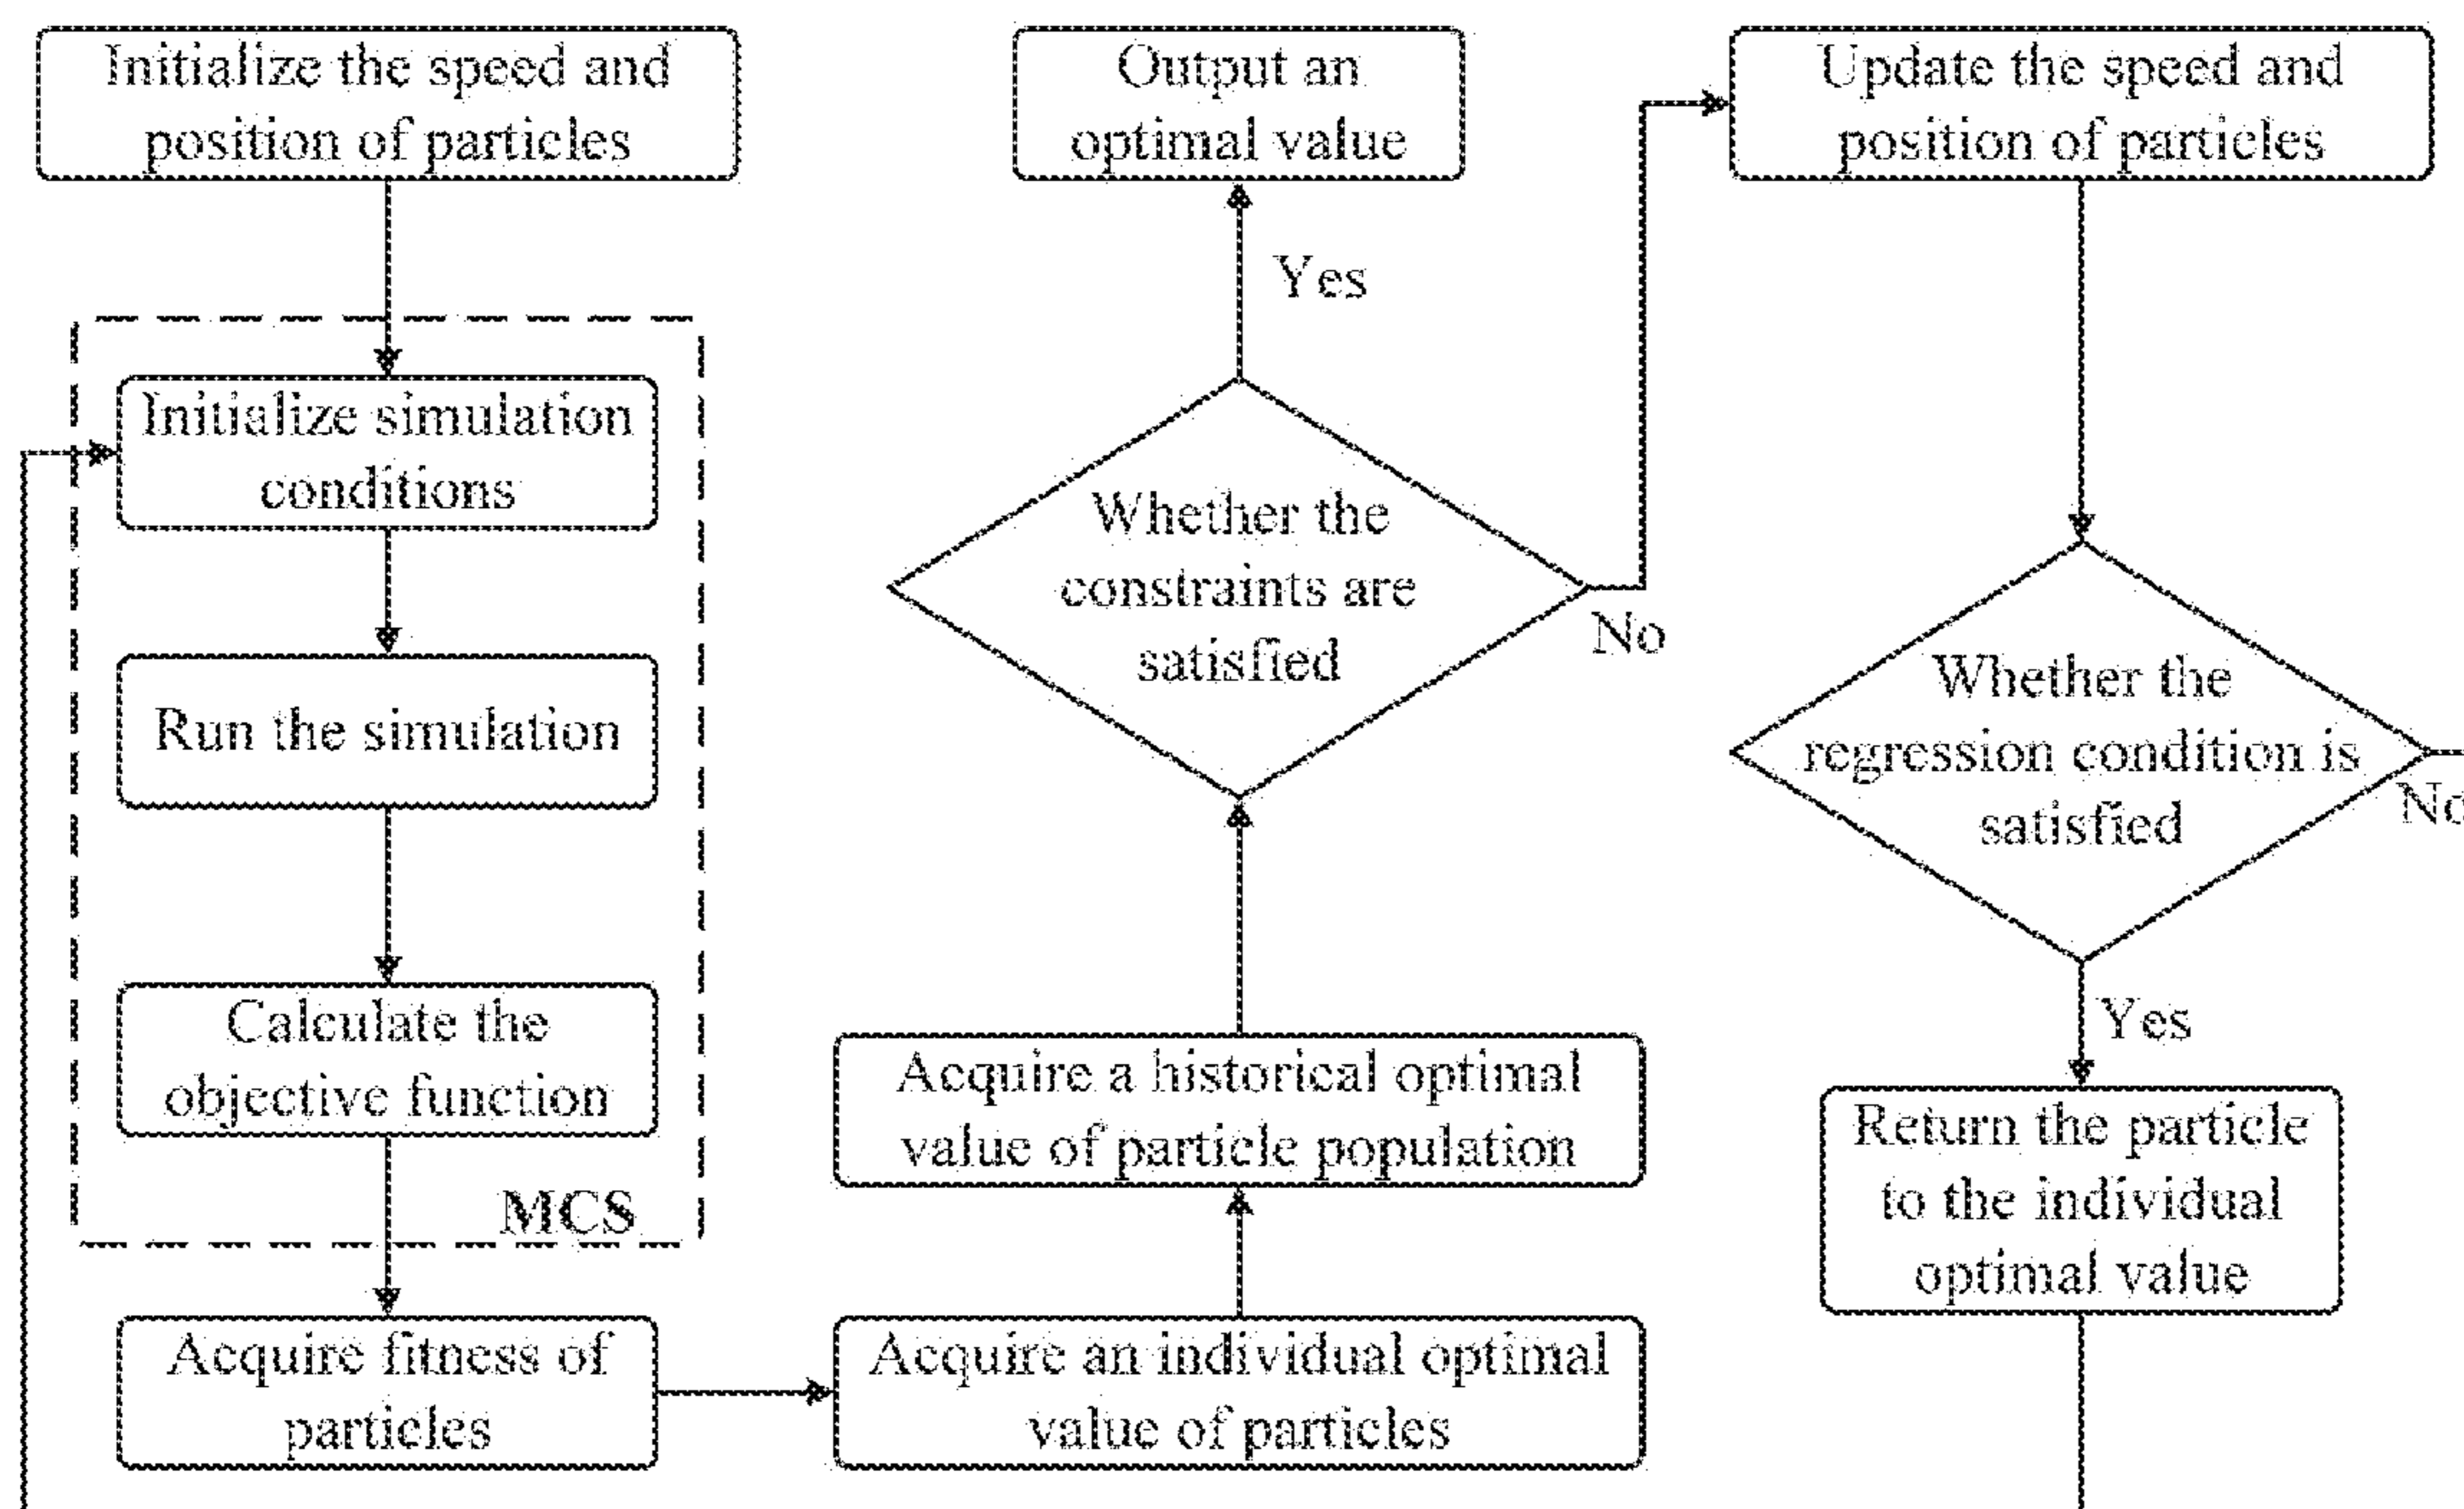 Initialize the speed and
position of particles
Initialize simulation
conditions
Run the simulation
Calculate the
objective function
MCS
Acquire fitness of
particles
Acquire an individual optimal
value of particles
Acquire a historical optimal
value of particle population
Whether the
constraints are
satisfied
Yes
Output an
optimal value
No
Update the speed and
position of particles
Whether the
regression condition is
satisfied
No
Yes
Return the particle
to the individual
optimal value